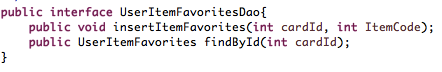 public interface UserItemFavoritesDao{
public void insertItemFavorites(int cardId, int ItemCode);
public UserItemFavorites findById(int cardId);
}